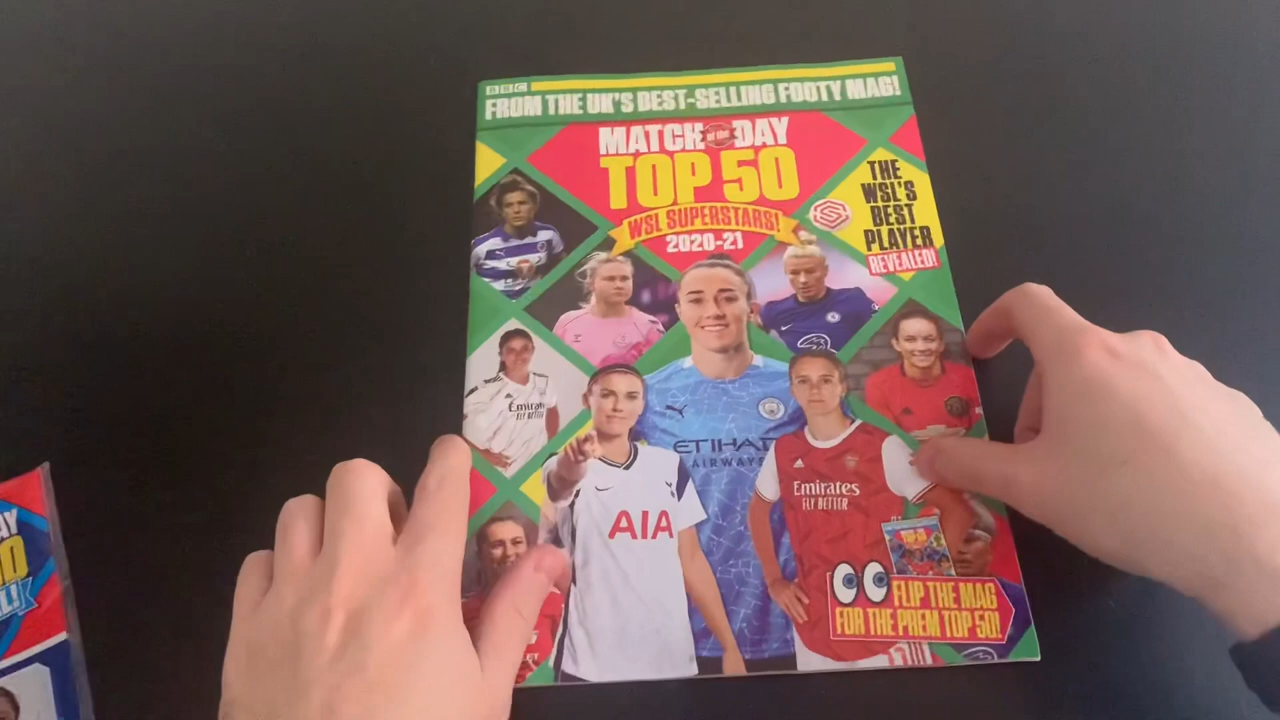 BBC
FROM THE UK'S BEST-SELLING FOOTY MAG!
MATCH of the DAY
TOP 50
WSL SUPERSTARS!
2020-21
THE
WSL'S
BEST
PLAYER
REVEALED!
Emirates
FLY BETTER
ETIHAD
AIRWAYS
Emirates
FLY BETTER
AIA
TOP 50
FLIP THE MAG
FOR THE PREM TOP 50!